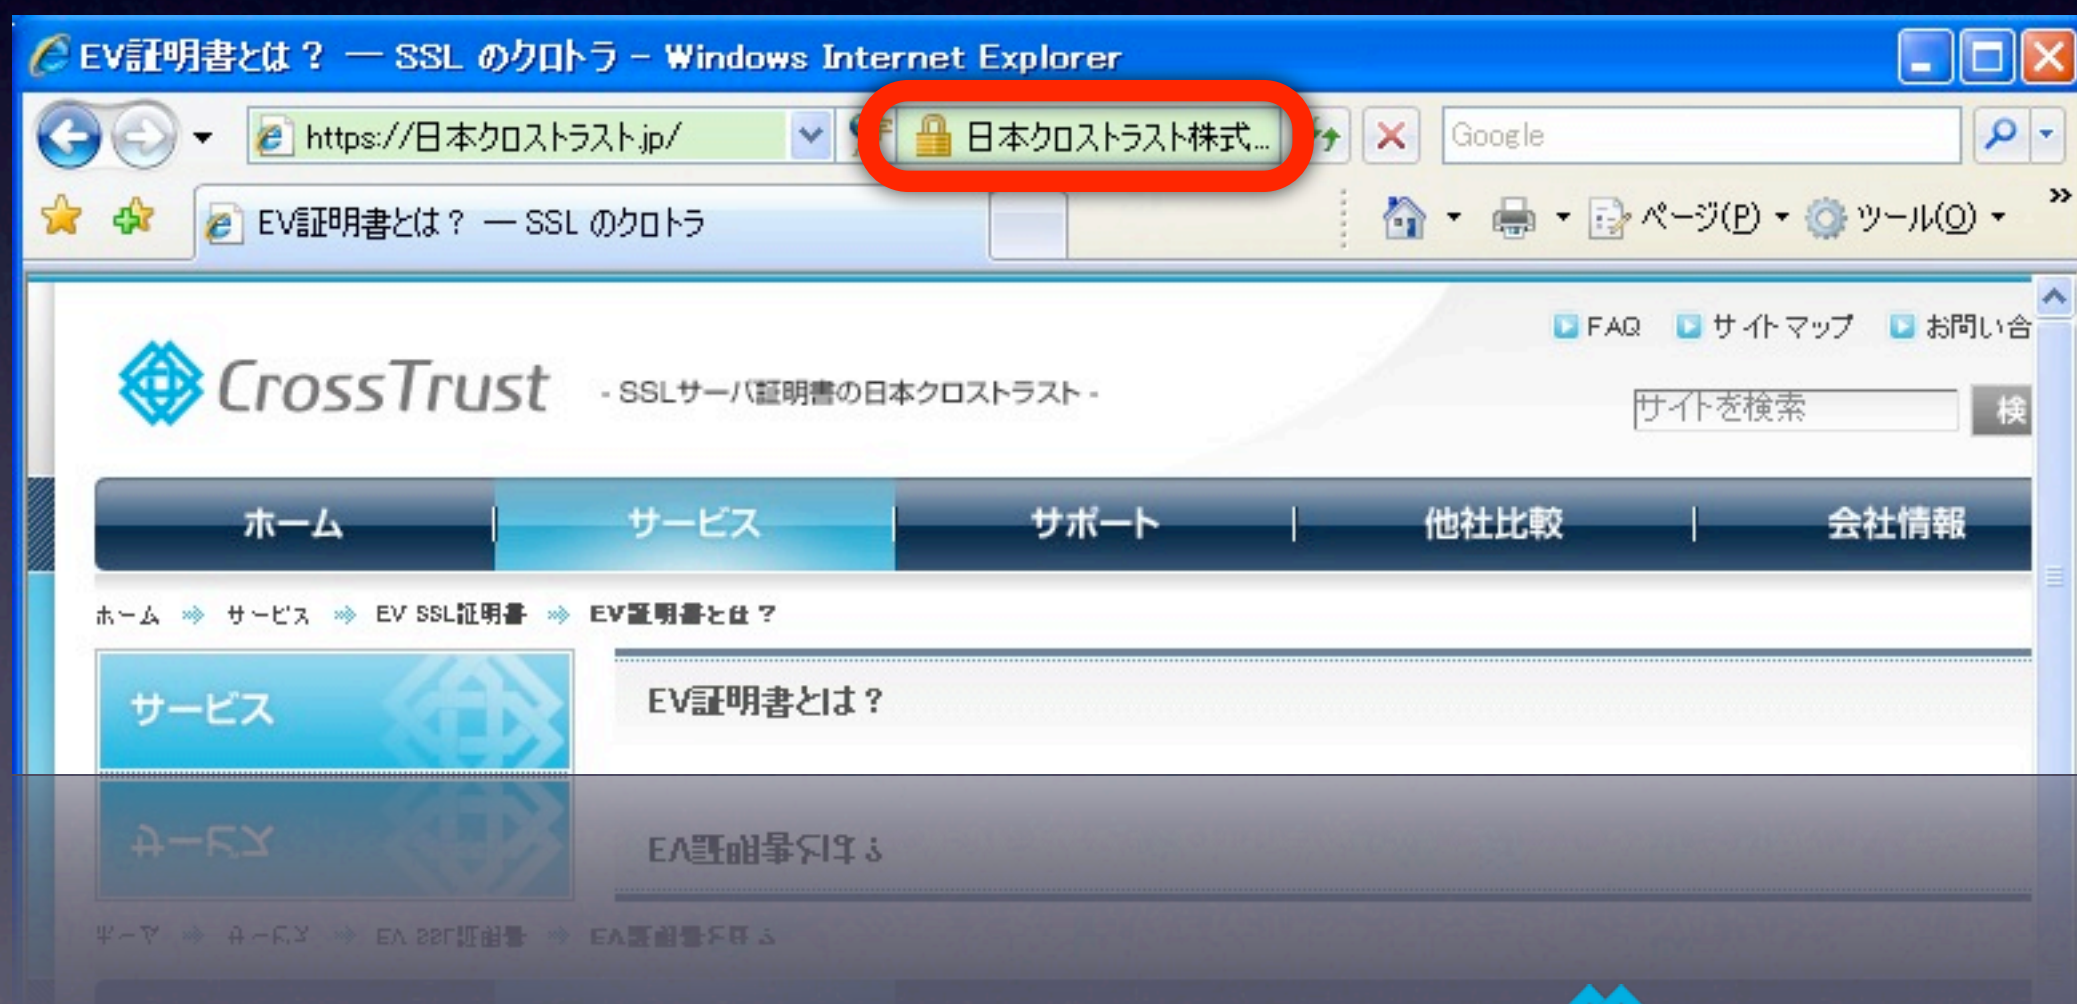 EV証明書とは? — SSL のクロトラ - Windows Internet Explorer
https://日本クロストラスト.jp/
日本クロストラスト株式...
Google
EV証明書とは? — SSL のクロトラ
ページ(P)
ツール(O)
»
FAQ サイトマップ お問い合
CrossTrust
- SSLサーバ証明書の日本クロストラスト -
サイトを検索
検
ホーム | サービス | サポート | 他社比較 | 会社情報
ホーム サービス EV SSL証明書 EV証明書とは?
サービス
EV証明書とは?